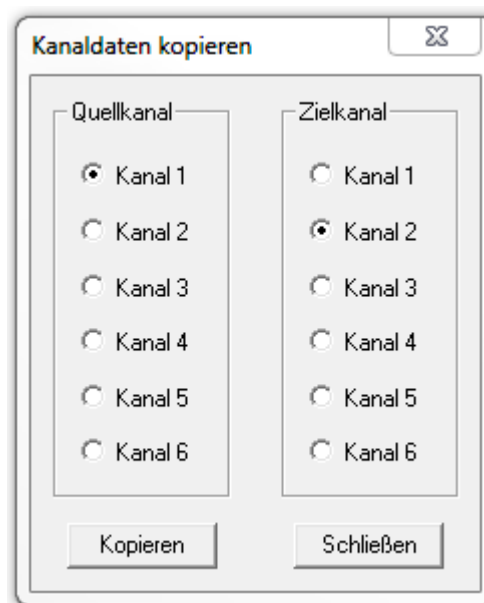 Kanaldaten kopieren
Quellkanal
Kanal 1
Kanal 2
Kanal 3
Kanal 4
Kanal 5
Kanal 6
Zielkanal
Kanal 1
Kanal 2
Kanal 3
Kanal 4
Kanal 5
Kanal 6
Kopieren
Schließen